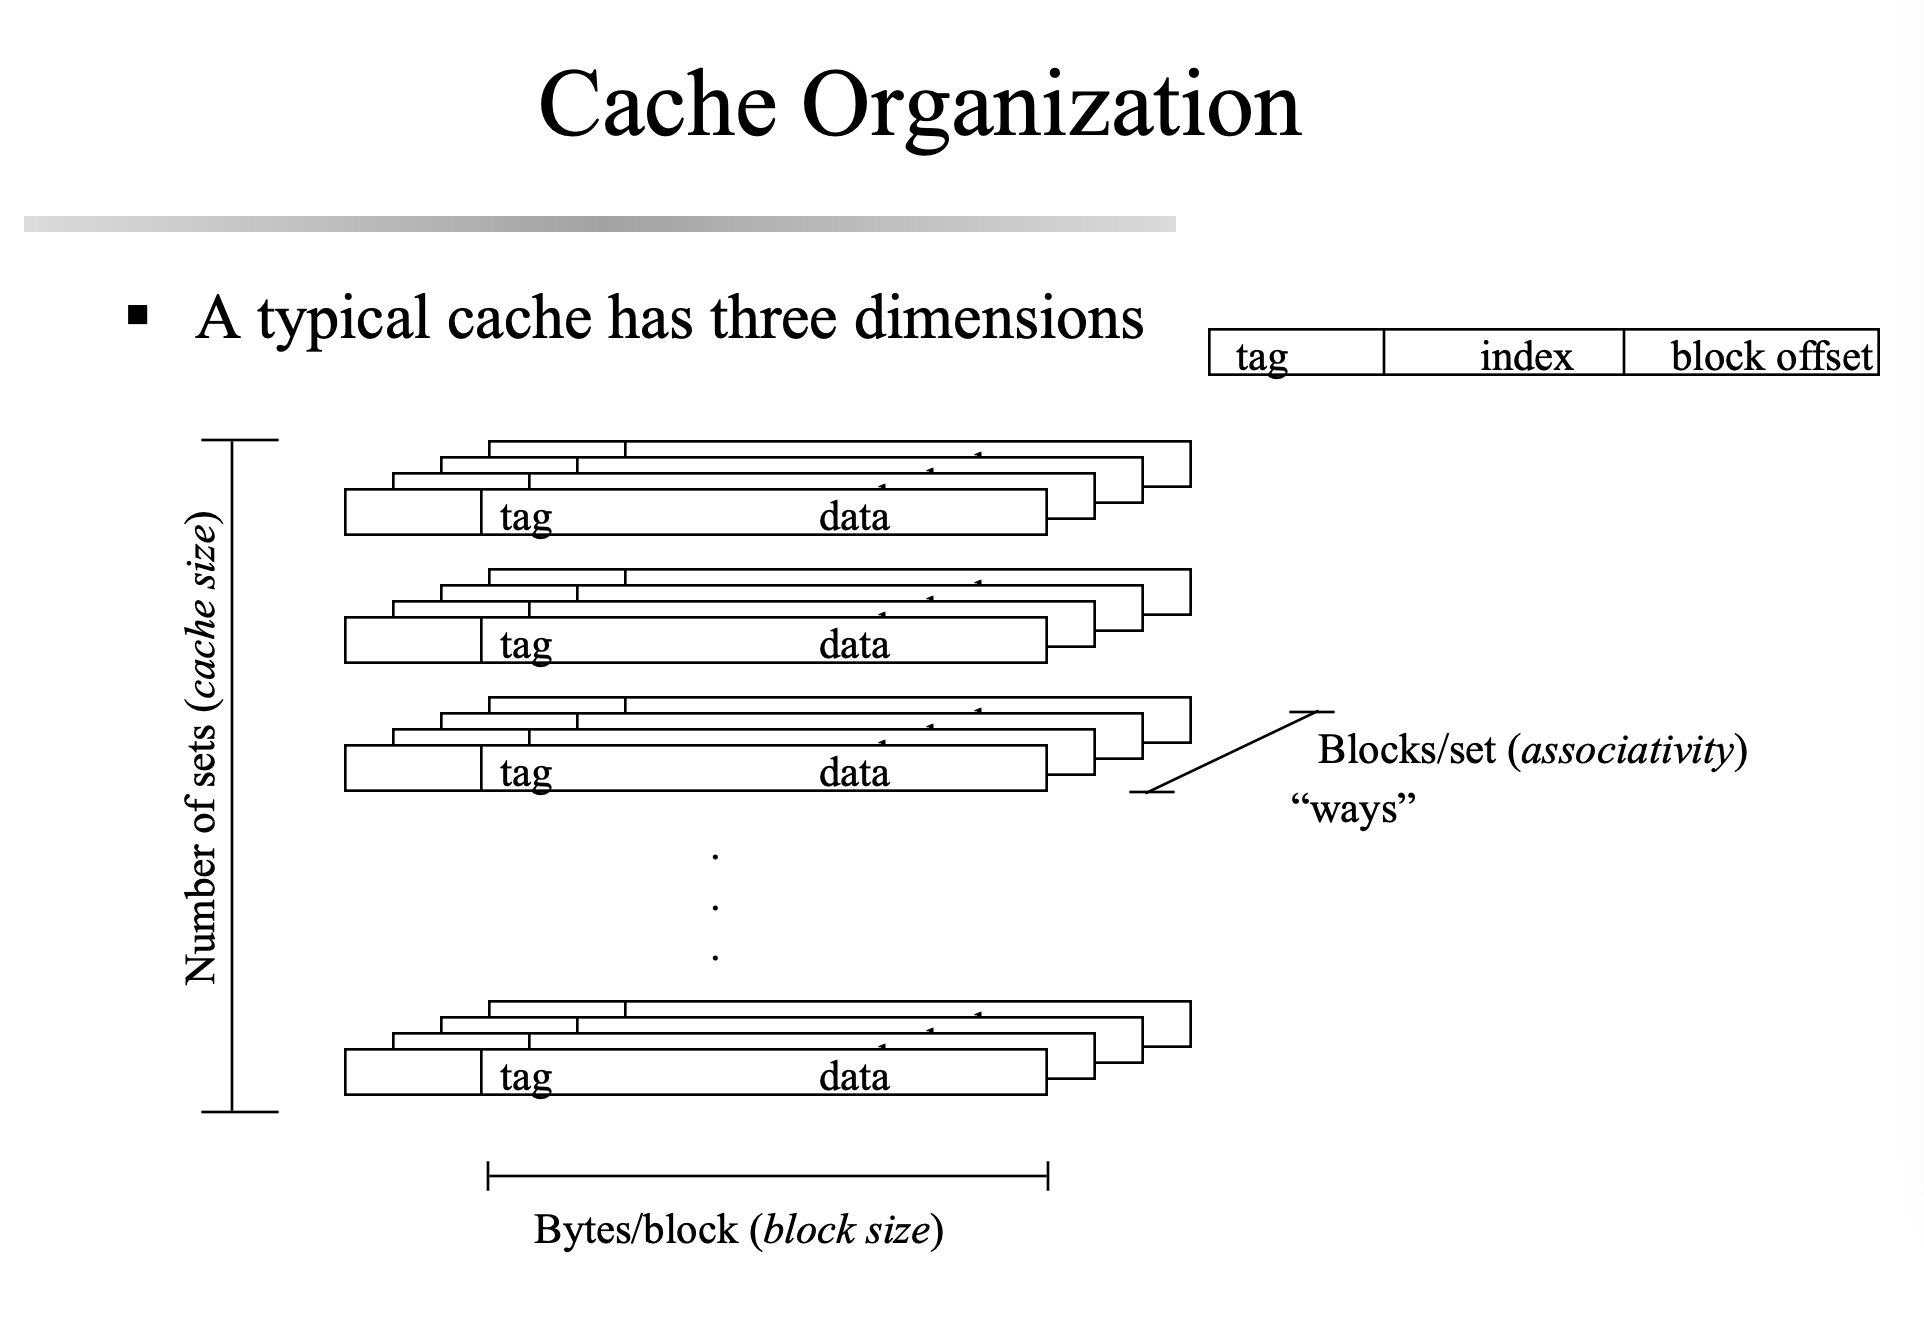 Cache Organization
▪ A typical cache has three dimensions
tag index block offset
tag data
tag data
tag data
Number of sets (cache size)
Blocks/set (associativity)
“ways”
.
.
.
tag data
Bytes/block (block size)